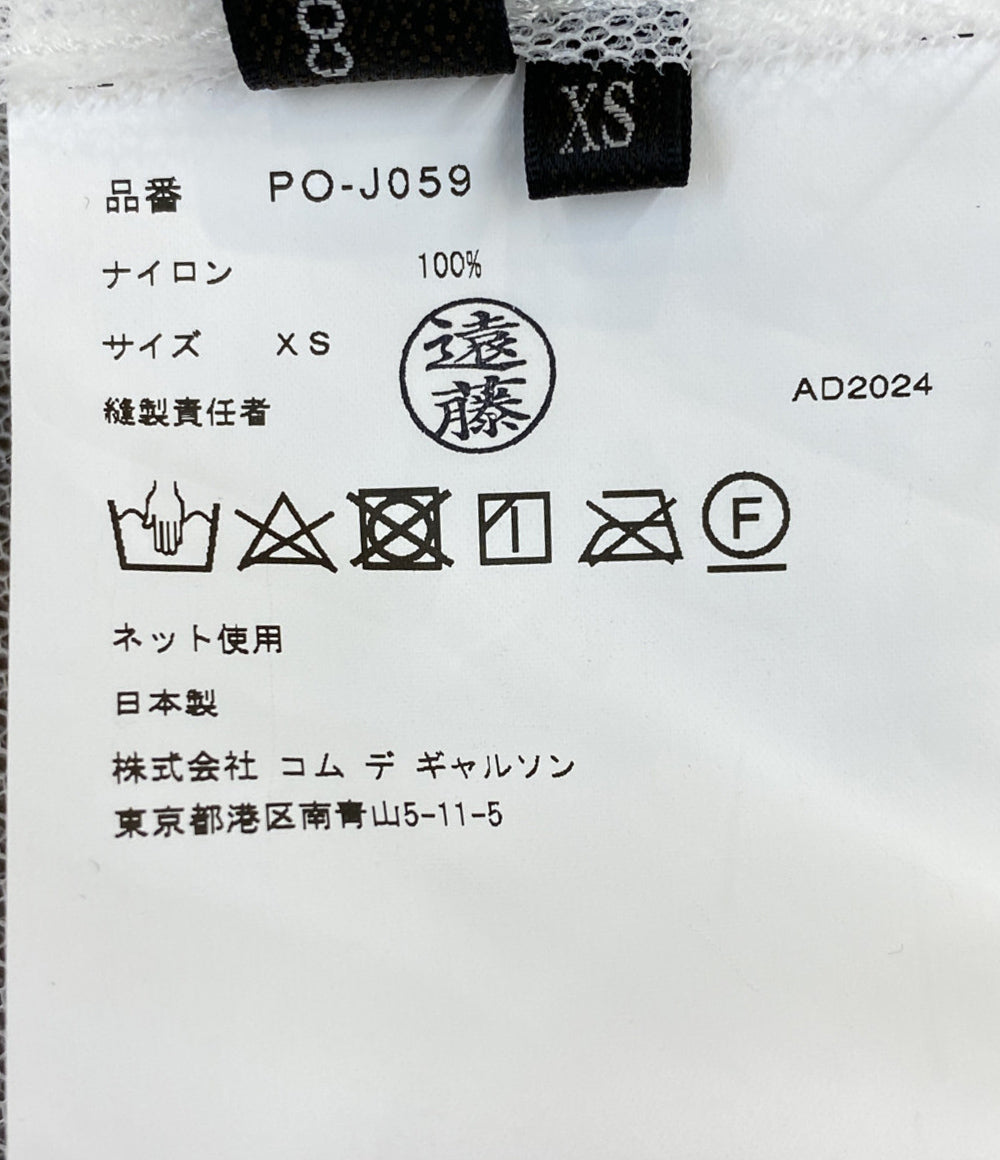 XS
品番 PO-J059
ナイロン 100%
サイズ XS
遠藤
縫製責任者
AD2024
F
ネット使用
日本製
株式会社 コム デ ギャルソン
東京都港区南青山5-11-5